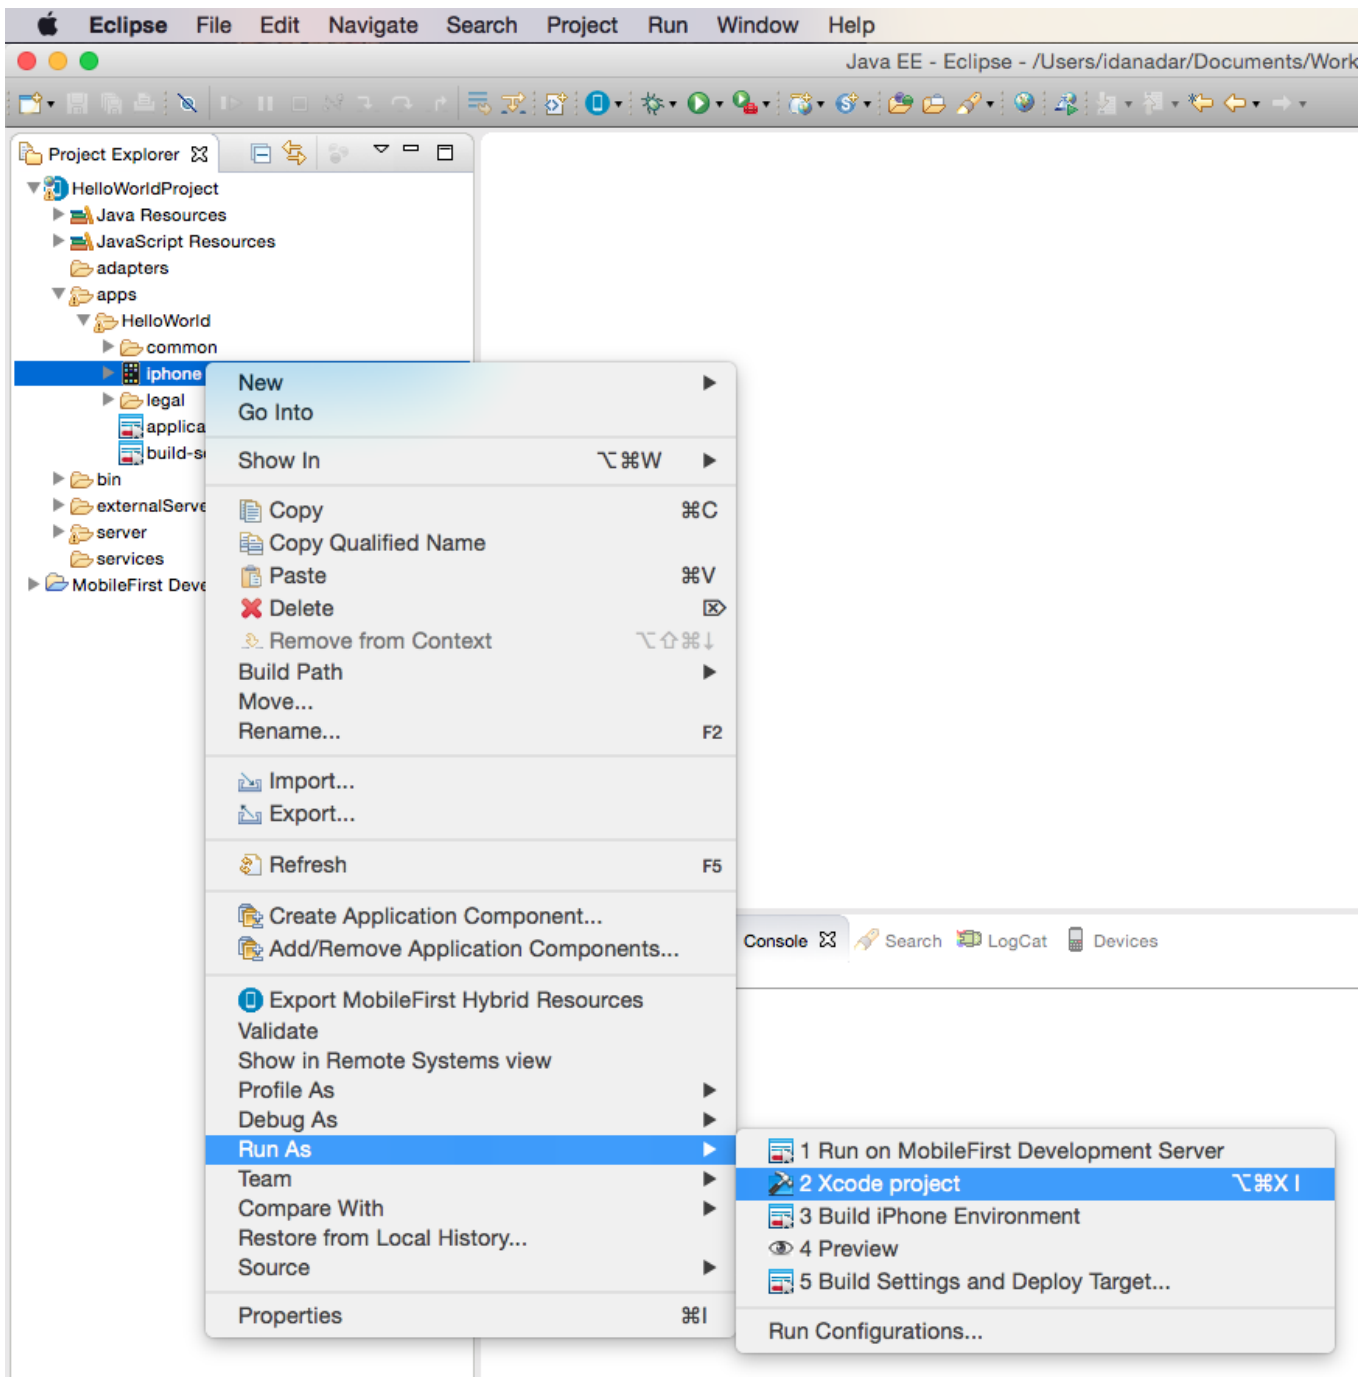 Eclipse File Edit Navigate Search Project Run Window Help
Java EE - Eclipse - /Users/idanadar/Documents/Work
Project Explorer
HelloWorldProject
Java Resources
JavaScript Resources
adapters
apps
HelloWorld
common
iphone
legal
applica
build-s
bin
externalServe
server
services
MobileFirst Deve
New
Go Into
Show In ⌥⌘W
Copy ⌘C
Copy Qualified Name
Paste ⌘V
Delete ⌦
Remove from Context ⌥⇧⌘↓
Build Path
Move...
Rename... F2
Import...
Export...
Refresh F5
Create Application Component...
Add/Remove Application Components...
Export MobileFirst Hybrid Resources
Validate
Show in Remote Systems view
Profile As
Debug As
Run As
Team
Compare With
Restore from Local History...
Source
Properties ⌘I
Console Search LogCat Devices
1 Run on MobileFirst Development Server
2 Xcode project ⌥⌘X I
3 Build iPhone Environment
4 Preview
5 Build Settings and Deploy Target...
Run Configurations...